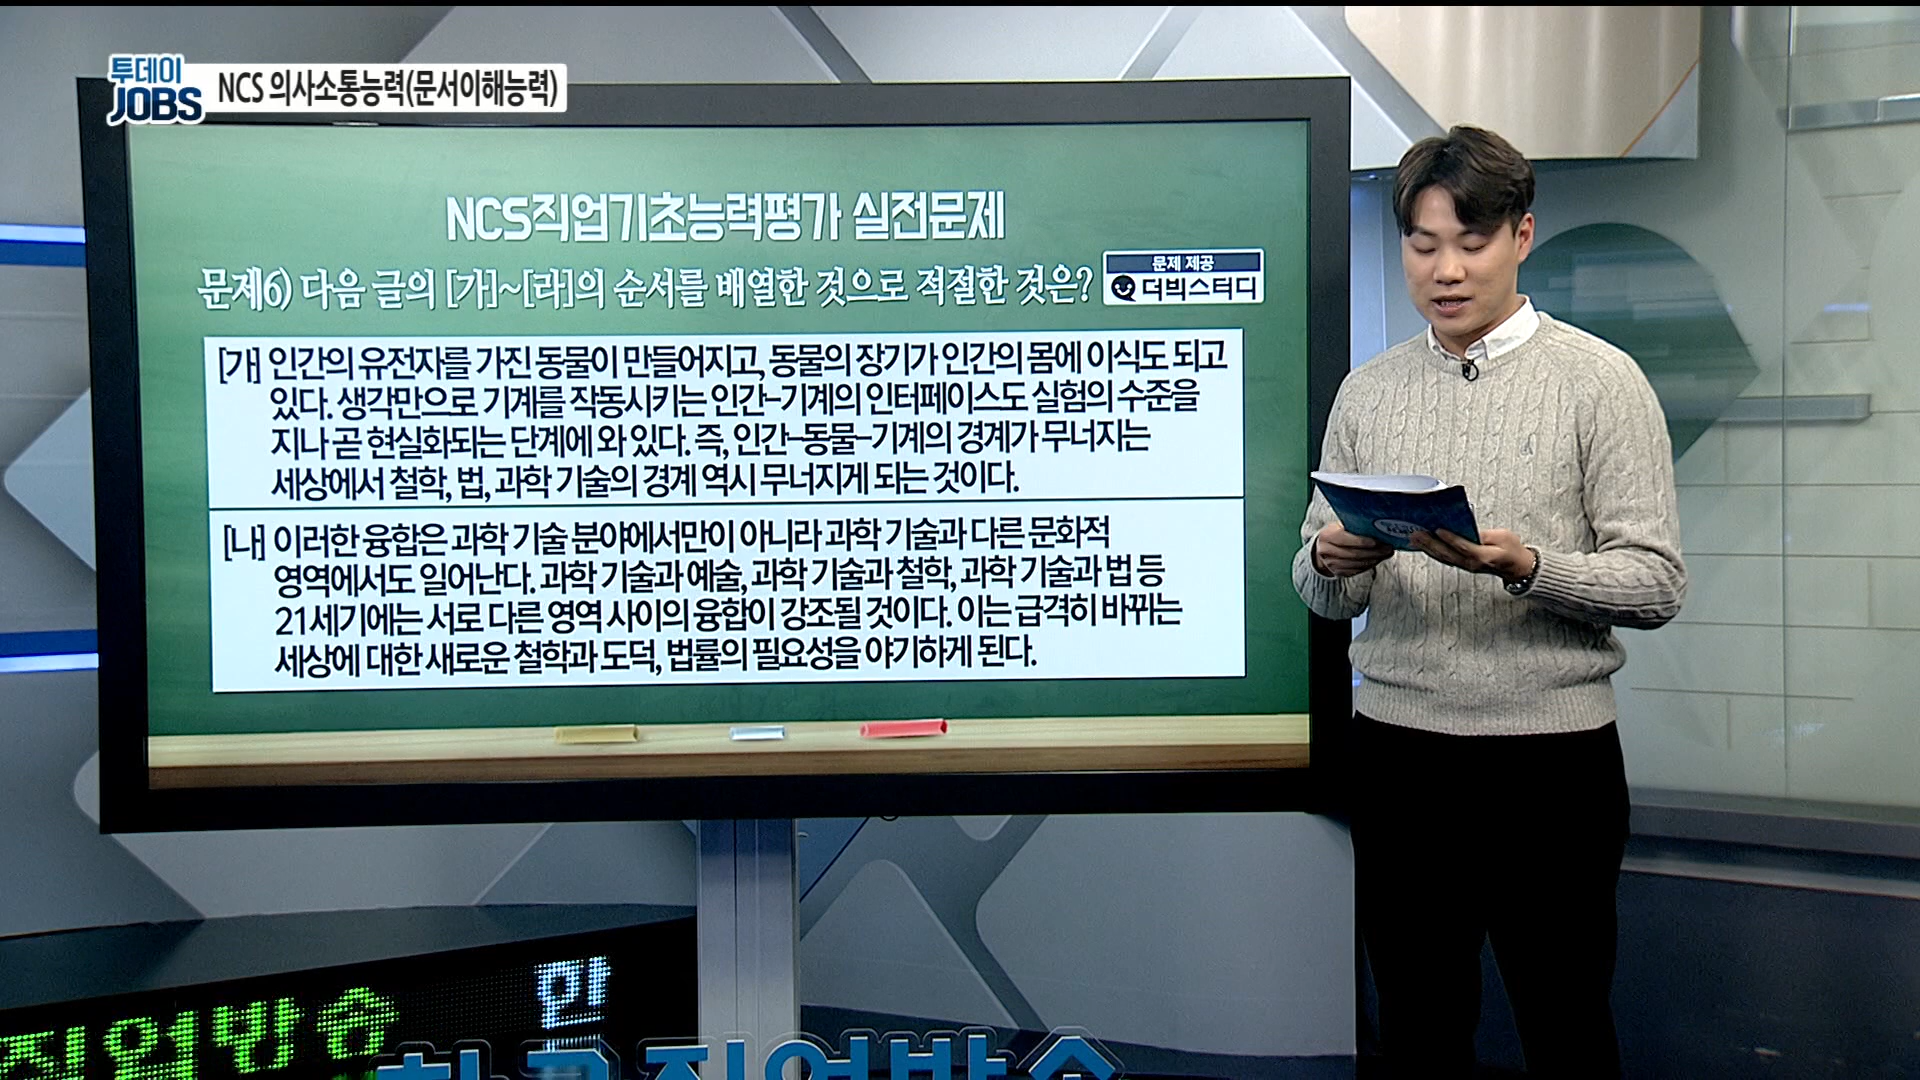 투데이
JOBS
NCS 의사소통능력(문서이해능력)
NCS직업기초능력평가 실전문제
문제6) 다음 글의 [가]~[라]의 순서를 배열한 것으로 적절한 것은?
문제 제공
더빅스터디
[가] 인간의 유전자를 가진 동물이 만들어지고, 동물의 장기가 인간의 몸에 이식도 되고
있다. 생각만으로 기계를 작동시키는 인간-기계의 인터페이스도 실험의 수준을
지나 곧 현실화되는 단계에 와 있다. 즉, 인간-동물-기계의 경계가 무너지는
세상에서 철학, 법, 과학 기술의 경계 역시 무너지게 되는 것이다.
[나] 이러한 융합은 과학 기술 분야에서만이 아니라 과학 기술과 다른 문화적
영역에서도 일어난다. 과학 기술과 예술, 과학 기술과 철학, 과학 기술과 법 등
21세기에는 서로 다른 영역 사이의 융합이 강조될 것이다. 이는 급격히 바뀌는
세상에 대한 새로운 철학과 도덕, 법률의 필요성을 야기하게 된다.
직업방송
한국직업방송